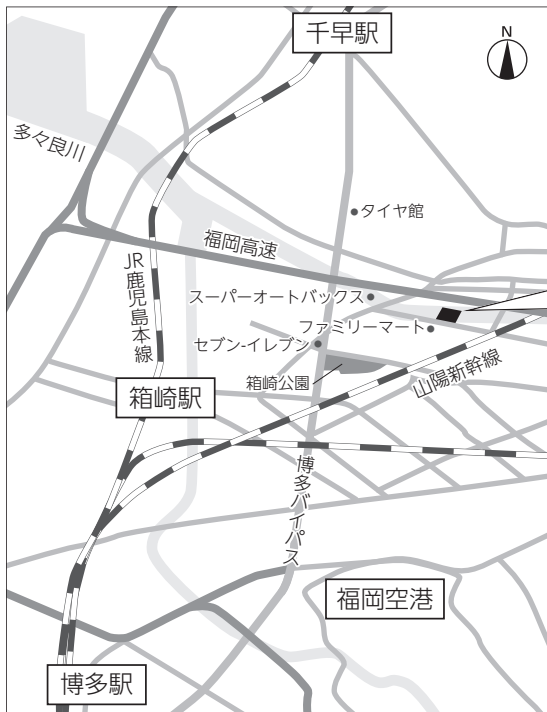 千早駅
N
多々良川
タイヤ館
福岡高速
JR鹿児島本線
スーパーオートバックス
ファミリーマート
セブン-イレブン
箱崎公園
山陽新幹線
箱崎駅
博多バイパス
福岡空港
博多駅